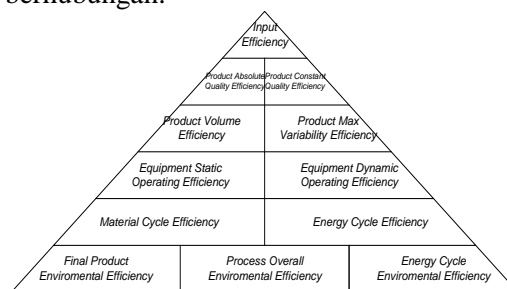 berhubungan.
Input
Efficiency
Product Absolute
Quality Efficiency
Product Constant
Quality Efficiency
Product Volume
Efficiency
Product Max
Variability Efficiency
Equipment Static
Operating Efficiency
Equipment Dynamic
Operating Efficiency
Material Cycle Efficiency
Energy Cycle Efficiency
Final Product
Enviromental Efficiency
Process Overall
Enviromental Efficiency
Energy Cycle
Enviromental Efficiency